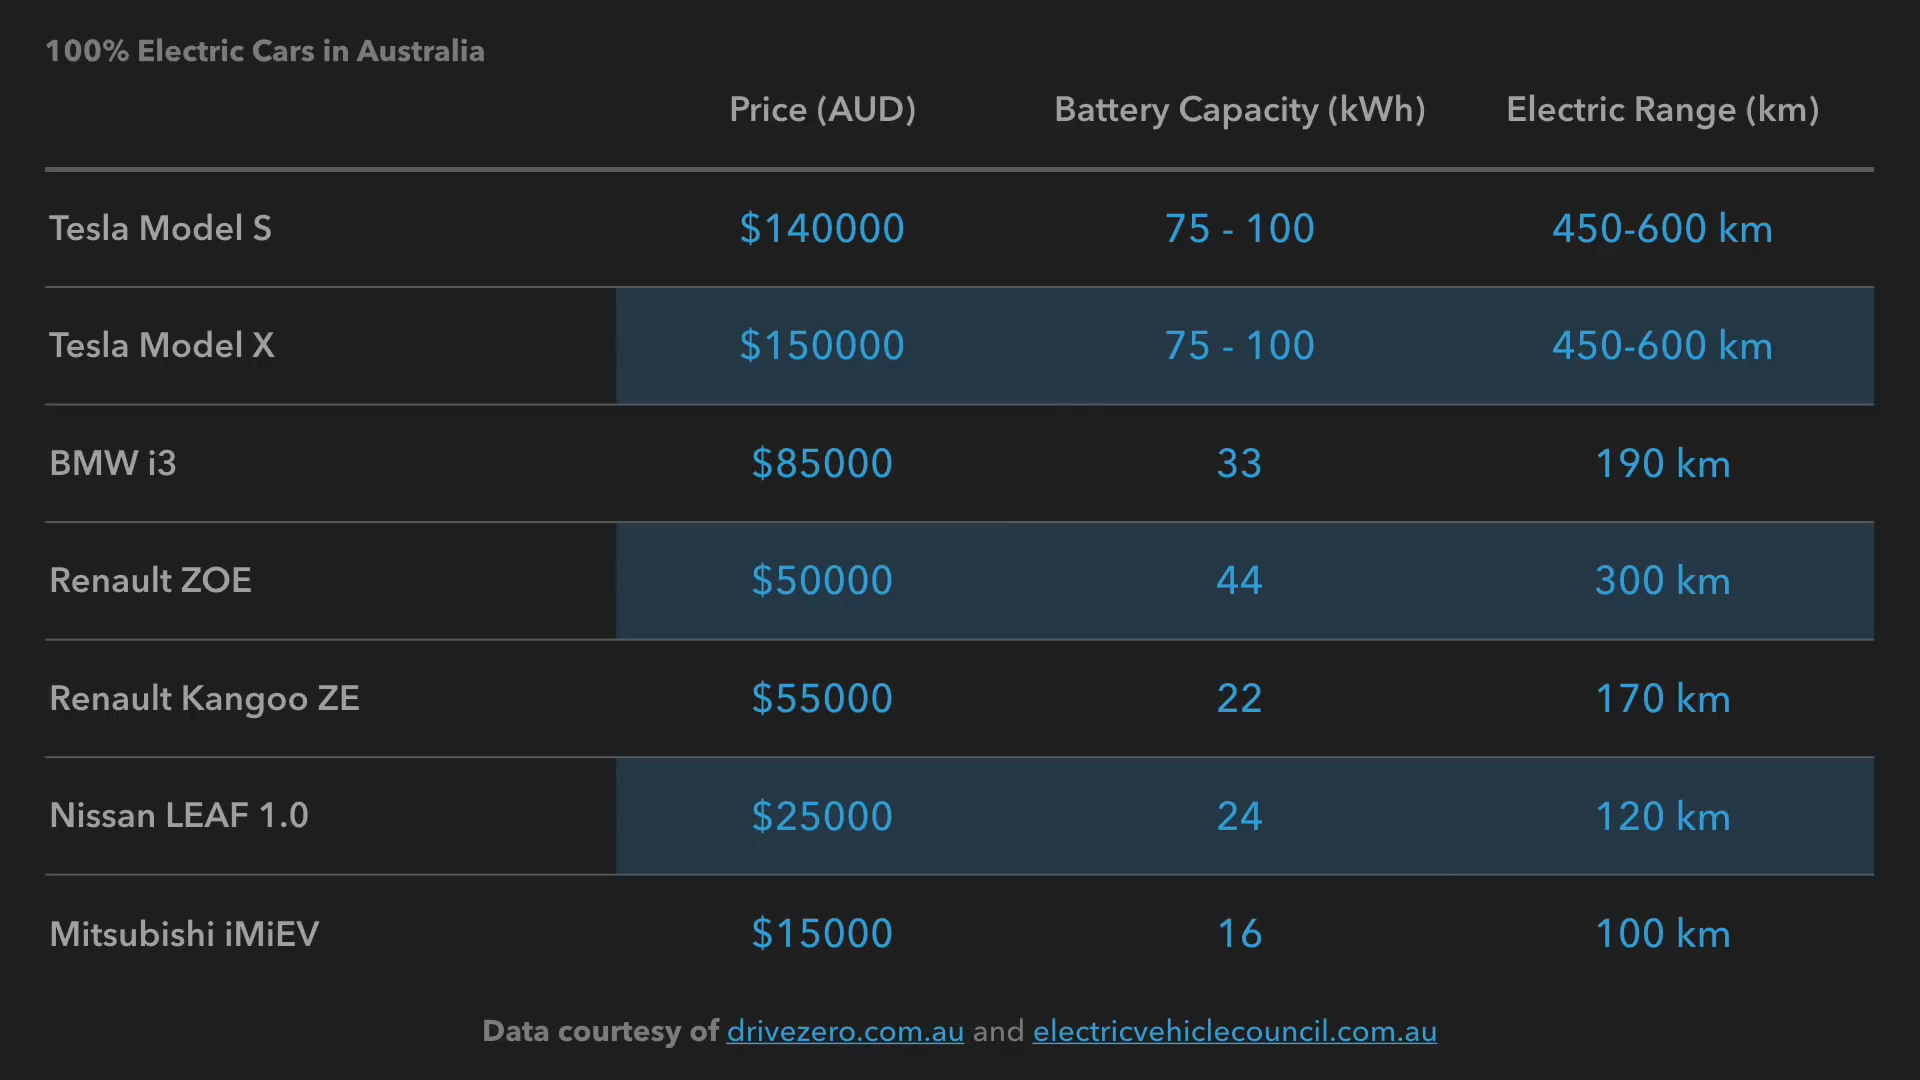 100% Electric Cars in Australia
Price (AUD) Battery Capacity (kWh) Electric Range (km)
Tesla Model S $140000 75 - 100 450-600 km
Tesla Model X $150000 75 - 100 450-600 km
BMW i3 $85000 33 190 km
Renault ZOE $50000 44 300 km
Renault Kangoo ZE $55000 22 170 km
Nissan LEAF 1.0 $25000 24 120 km
Mitsubishi iMiEV $15000 16 100 km
Data courtesy of drivezero.com.au and electricvehiclecouncil.com.au